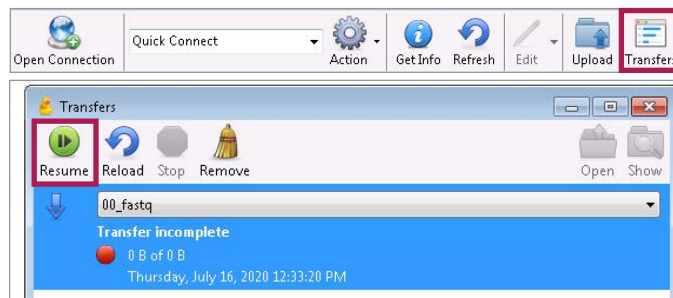 Quick Connect
Open Connection Action Get Info Refresh Edit Upload Transfers
Transfers
Resume Reload Stop Remove Open Show
00_fastq
Transfer incomplete
0 B of 0 B
Thursday, July 16, 2020 12:33:20 PM